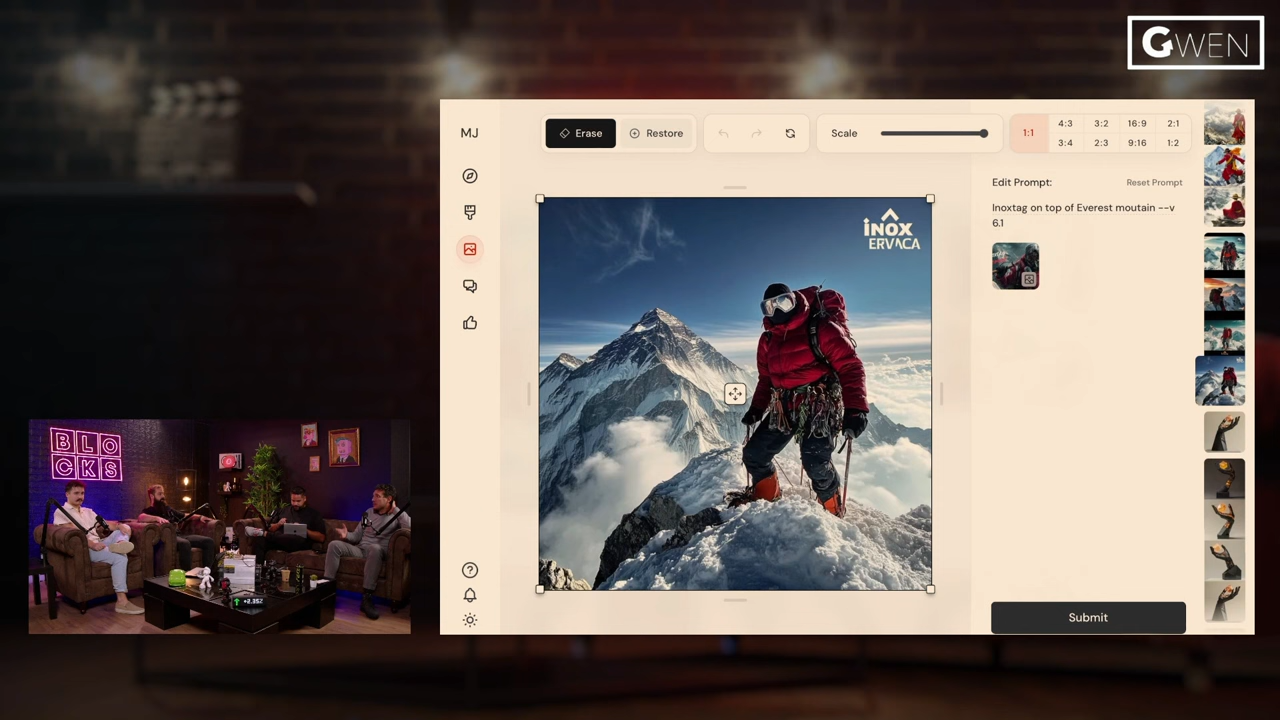 GWEN
MJ
Erase
Restore
Scale
1:1
4:3 3:2 16:9 2:1
3:4 2:3 9:16 1:2
Edit Prompt:
Reset Prompt
Inoxtag on top of Everest moutain --v
6.1
iNOX
ERVACA
BLO
CKS
+2.35%
Submit